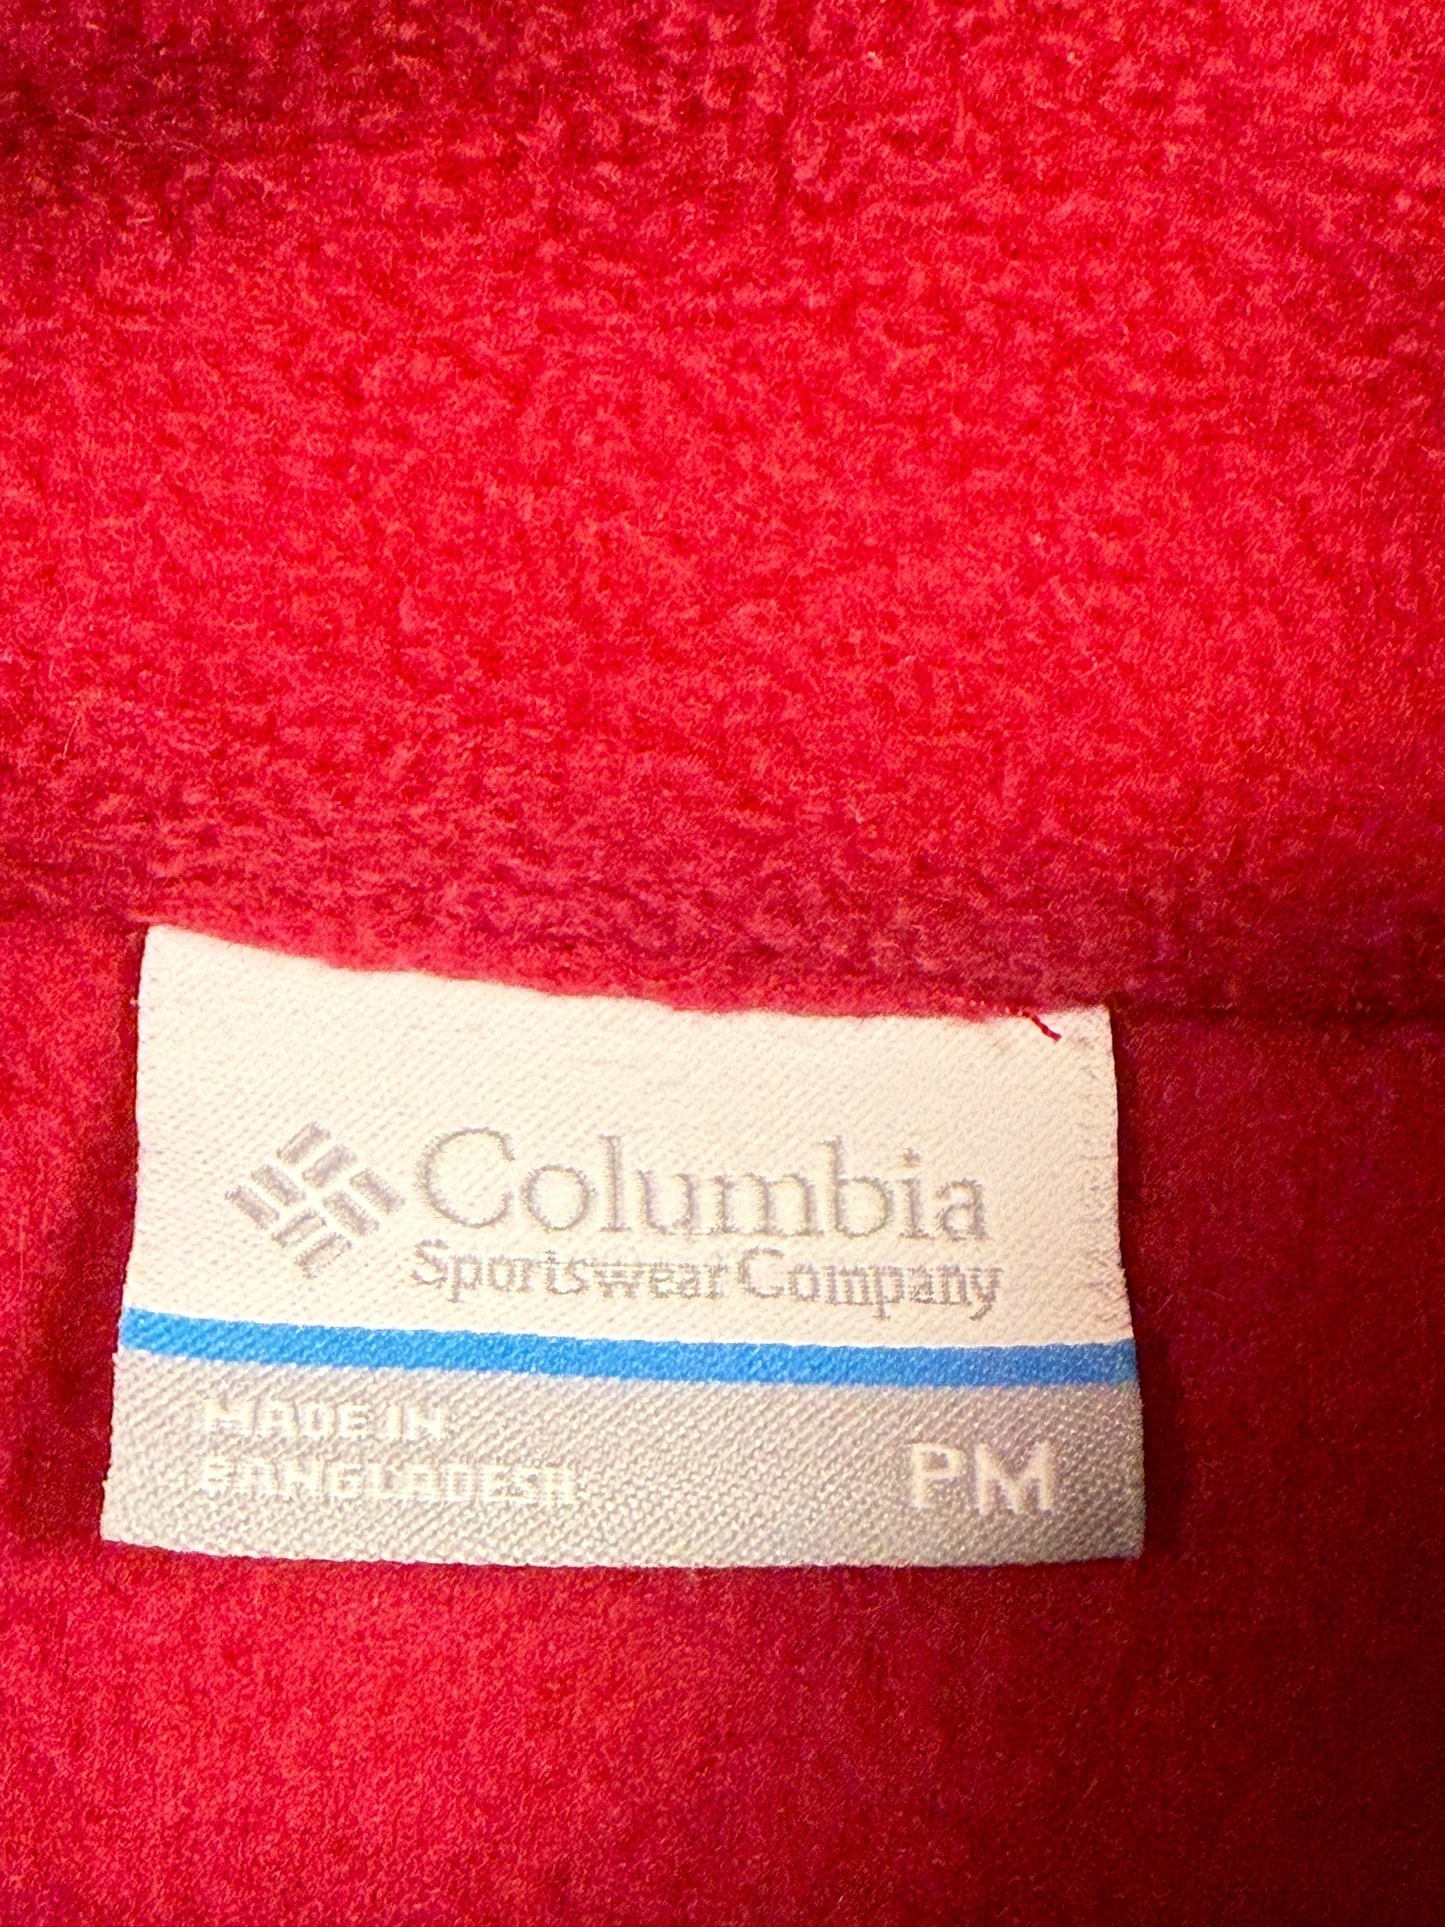 Columbia
Sportswear Company
MADE IN
BANGLADESH
PM